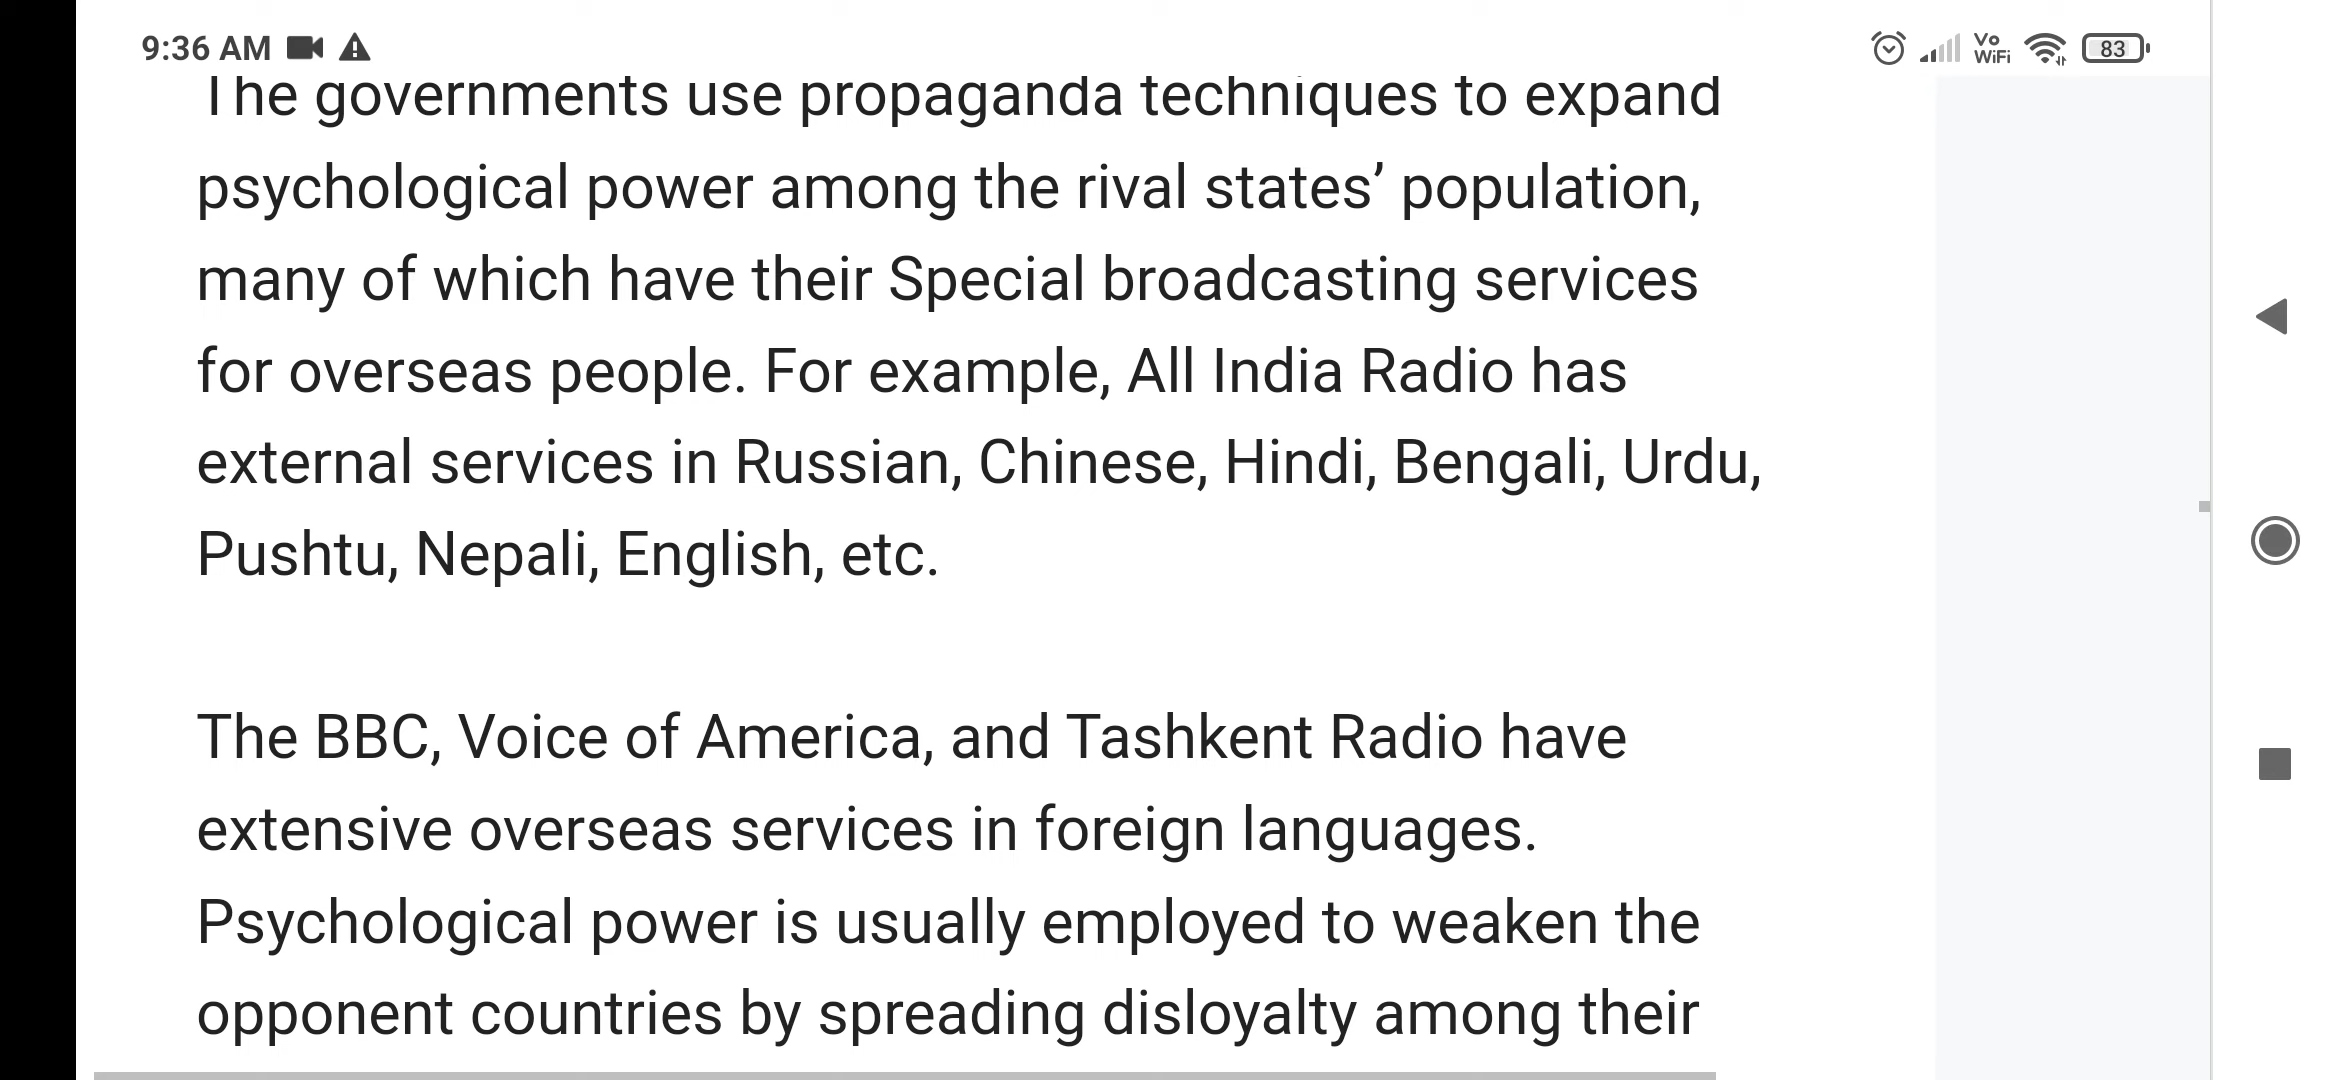 9:36 AM
Vo
WiFi
83
The governments use propaganda techniques to expand
psychological power among the rival states’ population,
many of which have their Special broadcasting services
for overseas people. For example, All India Radio has
external services in Russian, Chinese, Hindi, Bengali, Urdu,
Pushtu, Nepali, English, etc.
The BBC, Voice of America, and Tashkent Radio have
extensive overseas services in foreign languages.
Psychological power is usually employed to weaken the
opponent countries by spreading disloyalty among their